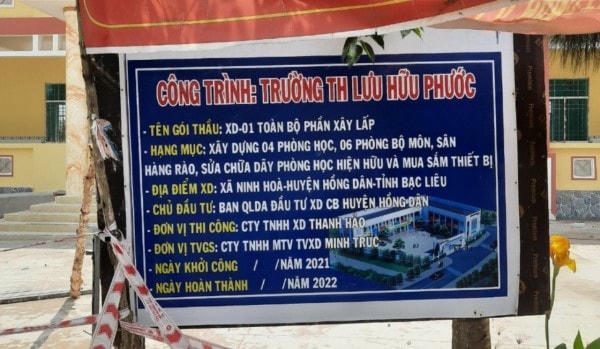 CÔNG TRÌNH: TRƯỜNG TH LƯU HỮU PHƯỚC
- TÊN GÓI THẦU: XD-01 TOÀN BỘ PHẦN XÂY LẤP
- HẠNG MỤC: XÂY DỰNG 04 PHÒNG HỌC, 06 PHÒNG BỘ MÔN, SÂN
HÀNG RÀO, SỬA CHỮA DÃY PHÒNG HỌC HIỆN HỮU VÀ MUA SẮM THIẾT BỊ
- ĐỊA ĐIỂM XD: XÃ NINH HOÀ-HUYỆN HỒNG DÂN-TỈNH BẠC LIÊU
- CHỦ ĐẦU TƯ: BAN QLDA ĐẦU TƯ XD CB HUYỆN HỒNG DÂN
- ĐƠN VỊ THI CÔNG: CTY TNHH XD THANH HÀO
- ĐƠN VỊ TVGS: CTY TNHH MTV TVXD MINH TRÚC
- NGÀY KHỞI CÔNG / /NĂM 2021
- NGÀY HOÀN THÀNH / /NĂM 2022